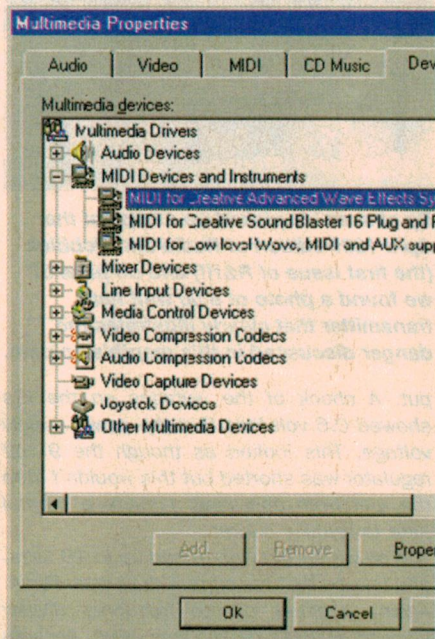 Multimedia Properties
Audio
Video
MIDI
CD Music
Dev
Multimedia devices:
Multimedia Drivers
Audio Devices
MIDI Devices and Instruments
MIDI for Creative Advanced Wave Effects Sy
MIDI for Creative Sound Blaster 16 Plug and P
MIDI for Low level Wave, MIDI and AUX supp
Mixer Devices
Line Input Devices
Media Control Devices
Video Compression Codecs
Audio Compression Codecs
Video Capture Devices
Joystick Devices
Other Multimedia Devices
Add..
Remove
Proper
OK
Cancel